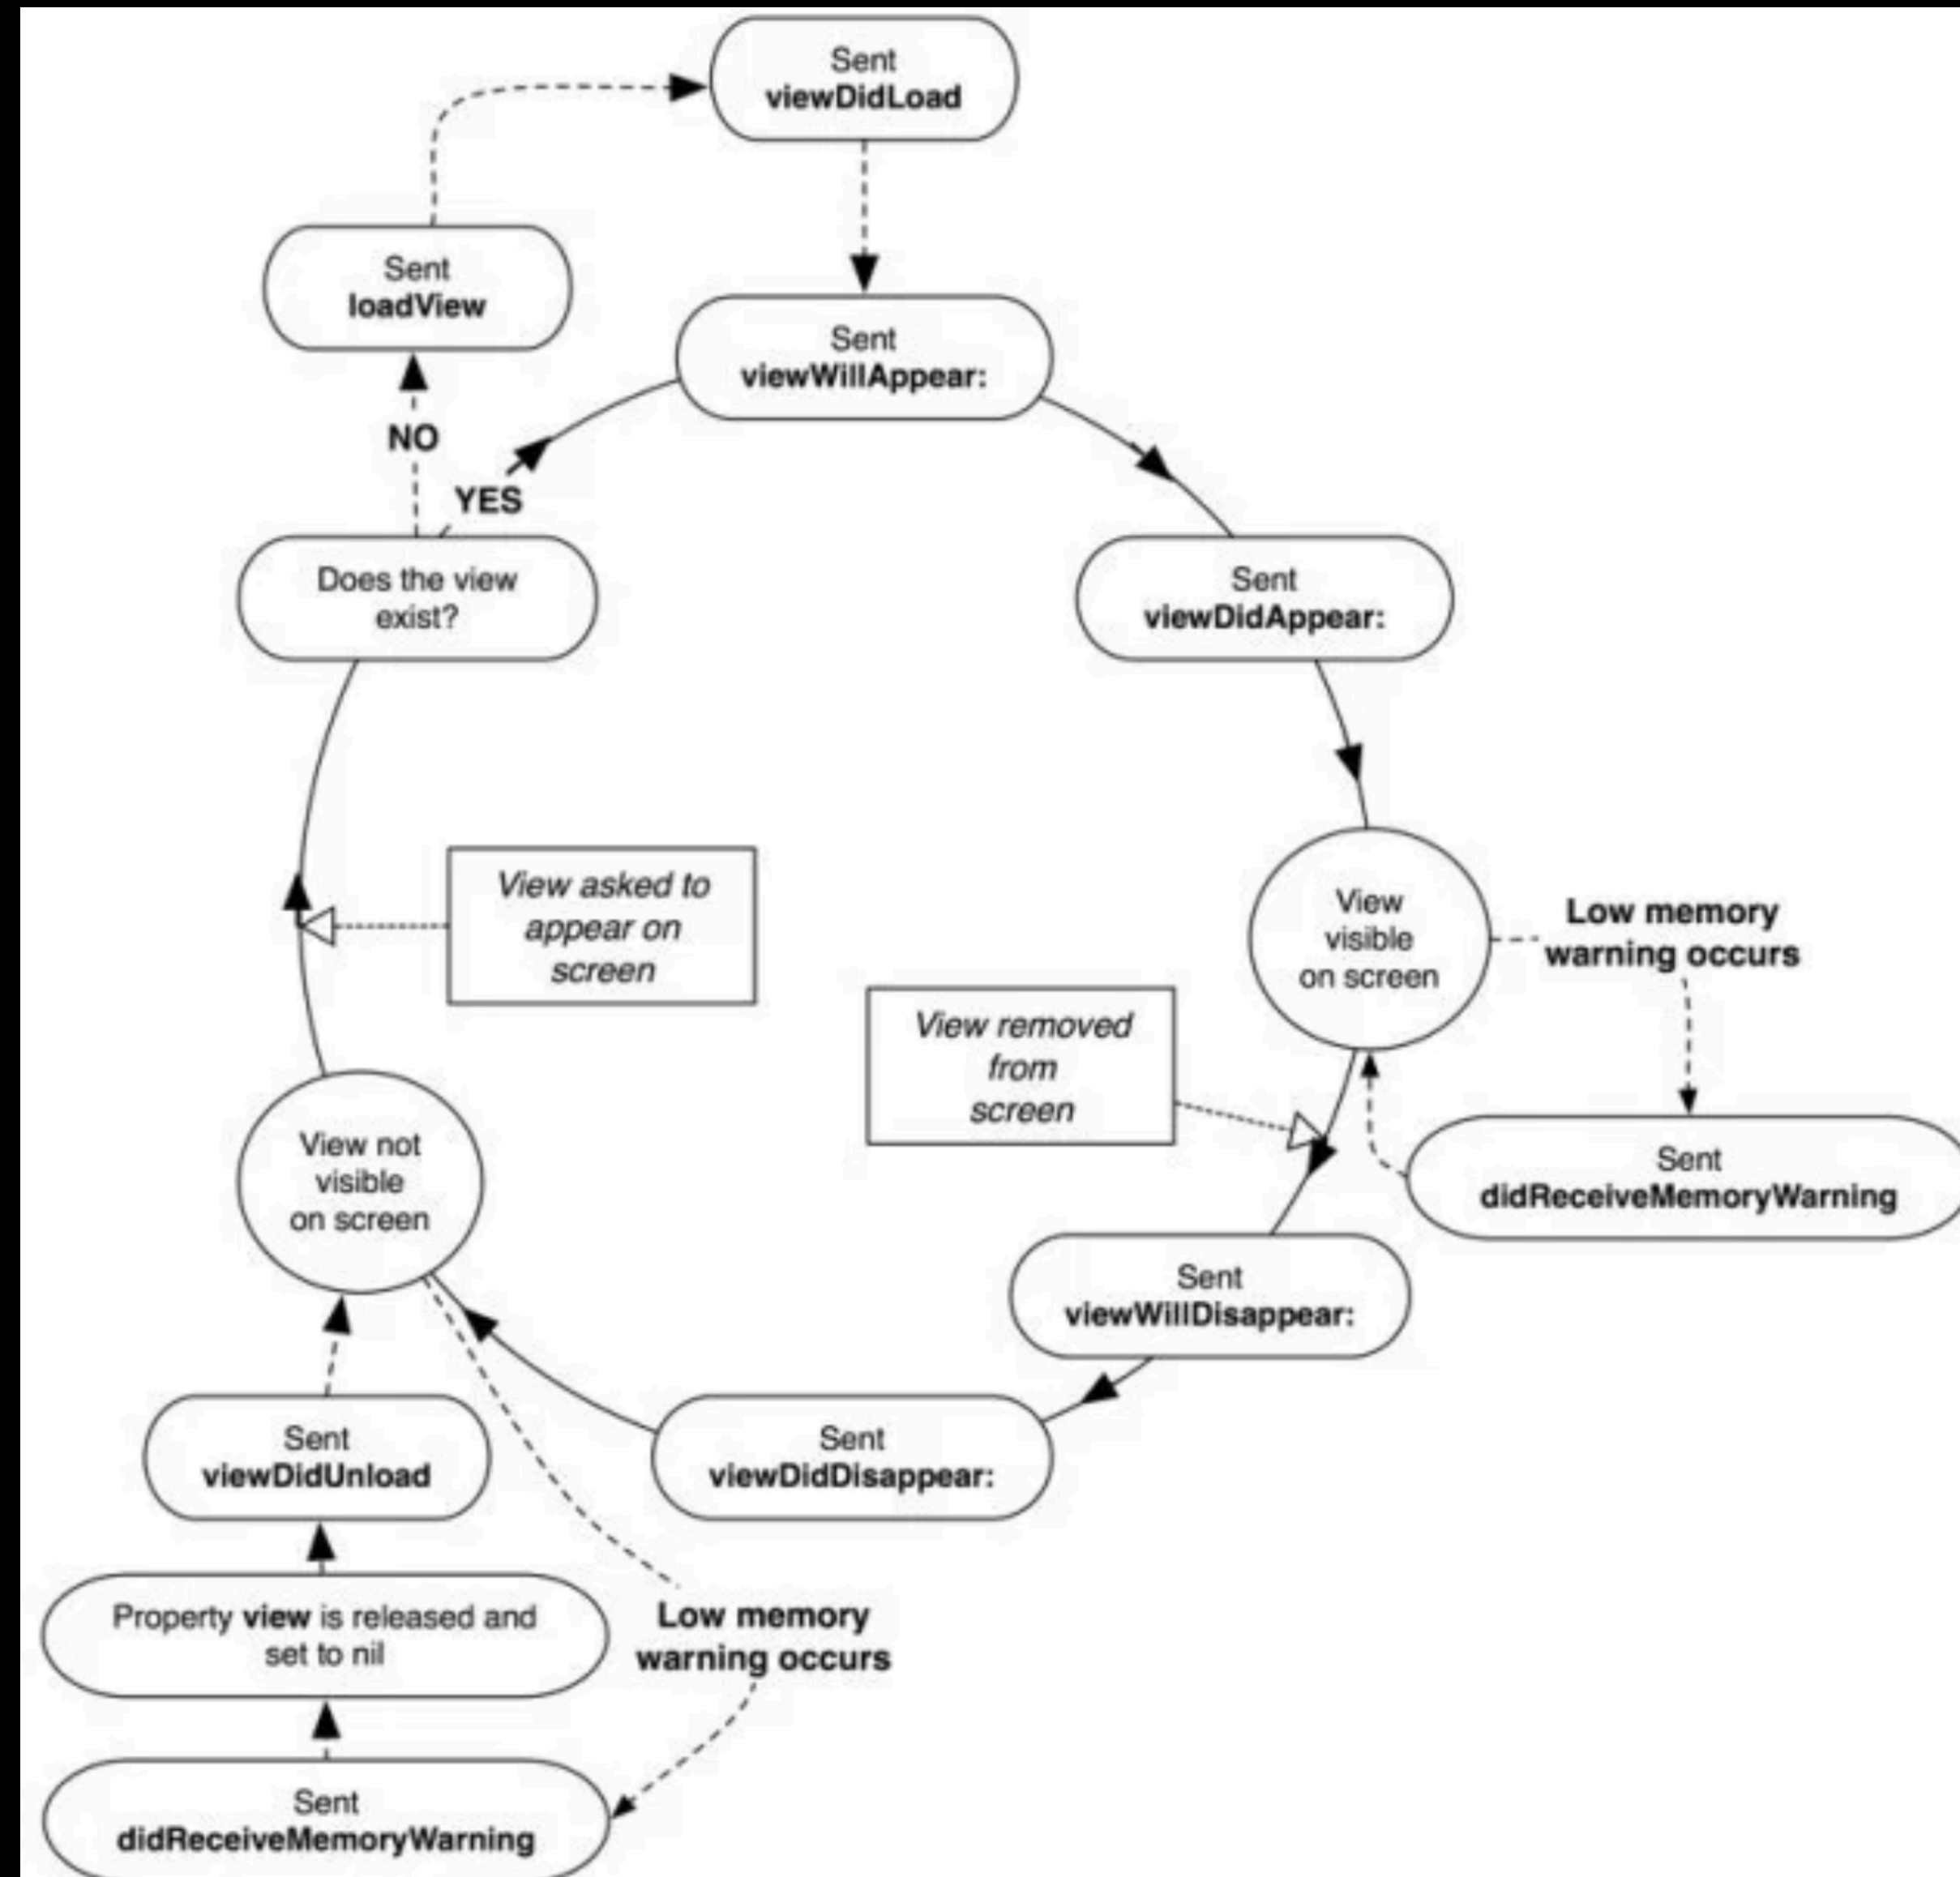 Sent
viewDidLoad
Sent
loadView
Sent
viewWillAppear:
NO
YES
Does the view
exist?
Sent
viewDidAppear:
View asked to
appear on
screen
View
visible
on screen
Low memory
warning occurs
View removed
from
screen
Sent
didReceiveMemoryWarning
View not
visible
on screen
Sent
viewWillDisappear:
Sent
viewDidUnload
Sent
viewDidDisappear:
Property view is released and
set to nil
Low memory
warning occurs
Sent
didReceiveMemoryWarning